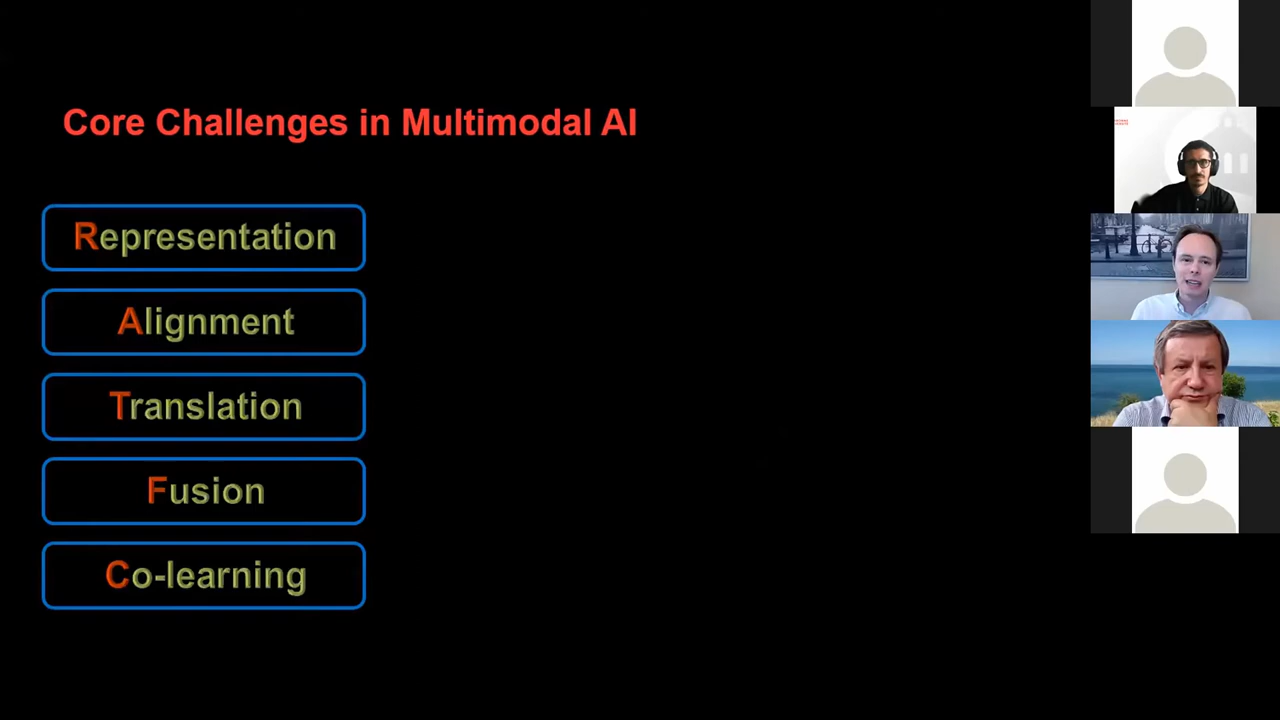 Core Challenges in Multimodal AI
Representation
Alignment
Translation
Fusion
Co-learning